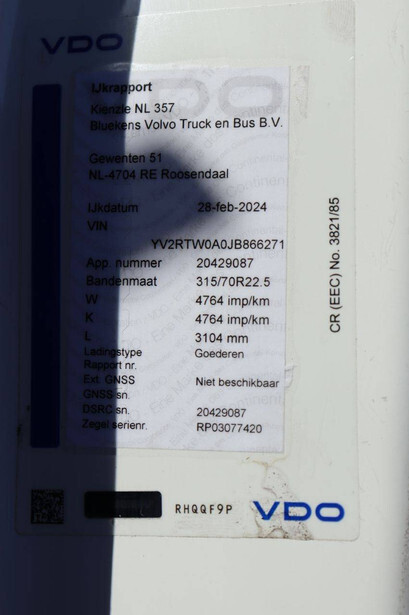 VDO
IJkrapport
Kienzle NL 357
Bluekens Volvo Truck en Bus B.V.
Gewenten 51
NL-4704 RE Roosendaal
IJkdatum 28-feb-2024
VIN
YV2RTW0A0JB866271
App. nummer 20429087
Bandenmaat 315/70R22.5
W 4764 imp/km
K 4764 imp/km
L 3104 mm
Ladingstype Goederen
Rapport nr.
Ext. GNSS Niet beschikbaar
GNSS sn.
DSRC sn. 20429087
Zegel serienr. RP03077420
CR (EEC) No. 3821/85
RHQQF9P
VDO